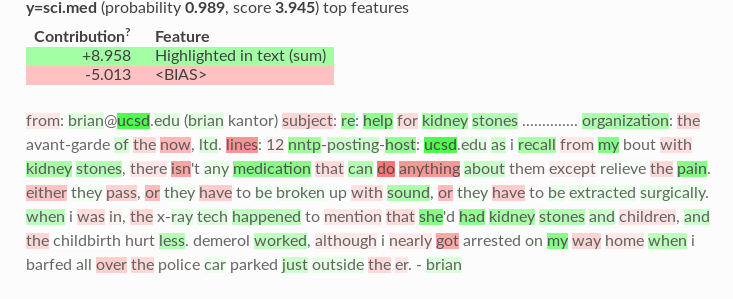 y=sci.med (probability 0.989, score 3.945) top features
Contribution? Feature
+8.958 Highlighted in text (sum)
-5.013 <BIAS>
from: brian@ucsd.edu (brian kantor) subject: re: help for kidney stones .............. organization: the
avant-garde of the now, ltd. lines: 12 nntp-posting-host: ucsd.edu as i recall from my bout with
kidney stones, there isn't any medication that can do anything about them except relieve the pain.
either they pass, or they have to be broken up with sound, or they have to be extracted surgically.
when i was in, the x-ray tech happened to mention that she'd had kidney stones and children, and
the childbirth hurt less. demerol worked, although i nearly got arrested on my way home when i
barfed all over the police car parked just outside the er. - brian